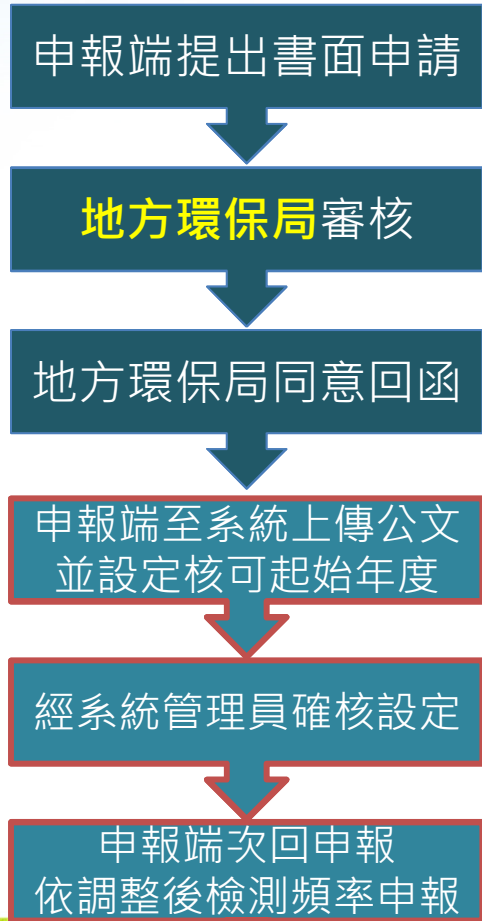 申報端提出書面申請
地方環保局審核
地方環保局同意回函
申報端至系統上傳公文
並設定核可起始年度
經系統管理員確核設定
申報端次回申報
依調整後檢測頻率申報